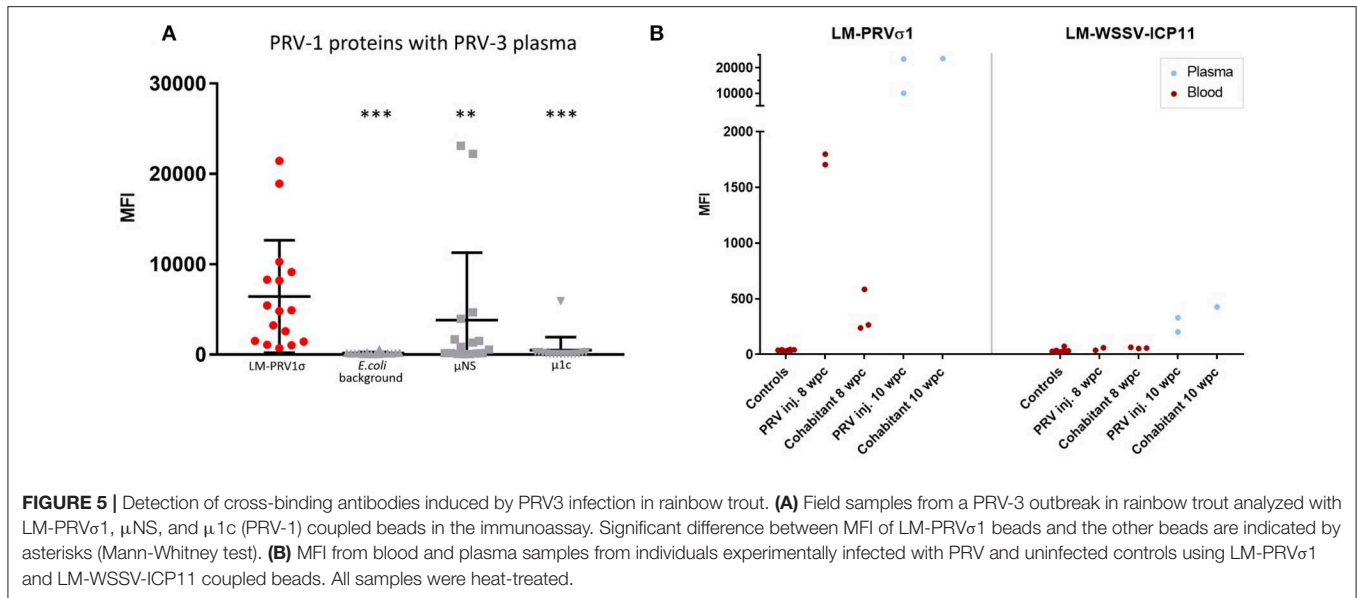 A
PRV-1 proteins with PRV-3 plasma
MFI
30000
20000
10000
0
***
**
***
LM-PRV1σ
E.coli
background
μNS
μ1c
B
LM-PRVσ1
LM-WSSV-ICP11
Plasma
Blood
MFI
20000
10000
2000
1500
1000
500
0
Controls
PRV inj. 8 wpc
Cohabitant 8 wpc
PRV inj. 10 wpc
Cohabitant 10 wpc
Controls
PRV inj. 8 wpc
Cohabitant 8 wpc
PRV inj. 10 wpc
Cohabitant 10 wpc
FIGURE 5 | Detection of cross-binding antibodies induced by PRV3 infection in rainbow trout. (A) Field samples from a PRV-3 outbreak in rainbow trout analyzed with
LM-PRVσ1, μNS, and μ1c (PRV-1) coupled beads in the immunoassay. Significant difference between MFI of LM-PRVσ1 beads and the other beads are indicated by
asterisks (Mann-Whitney test). (B) MFI from blood and plasma samples from individuals experimentally infected with PRV and uninfected controls using LM-PRVσ1
and LM-WSSV-ICP11 coupled beads. All samples were heat-treated.